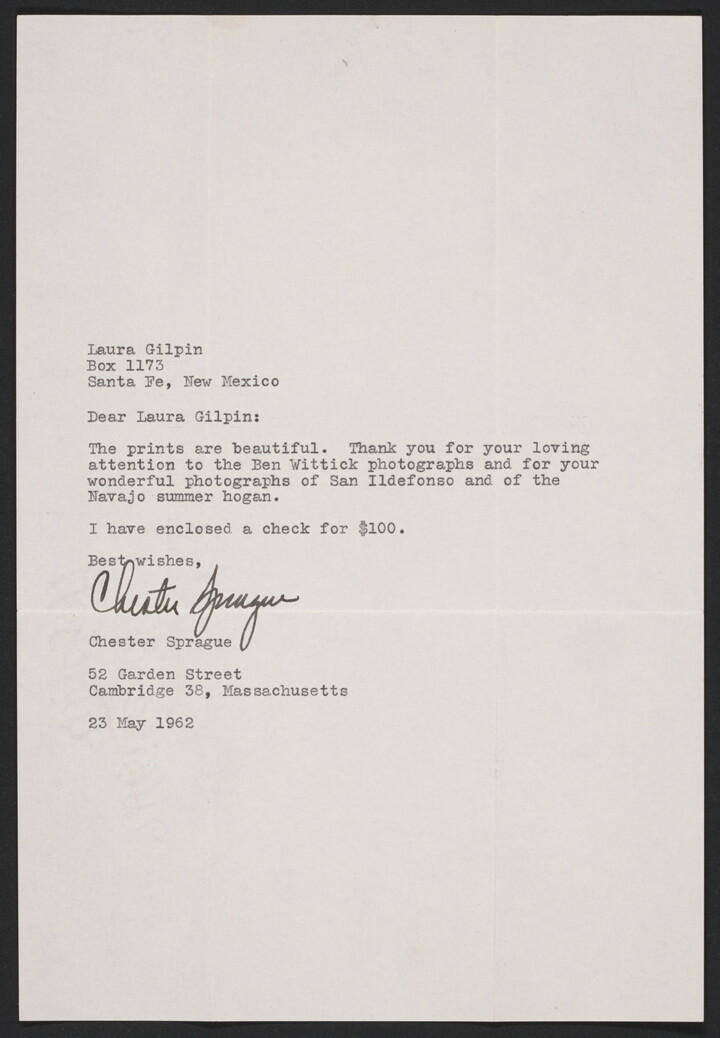 Laura Gilpin
Box 1173
Santa Fe, New Mexico
Dear Laura Gilpin:
The prints are beautiful.  Thank you for your loving
attention to the Ben Wittick photographs and for your
wonderful photographs of San Ildefonso and of the
Navajo summer hogan.
I have enclosed a check for $100.
Best wishes,
Chester Sprague
Chester Sprague
52 Garden Street
Cambridge 38, Massachusetts
23 May 1962